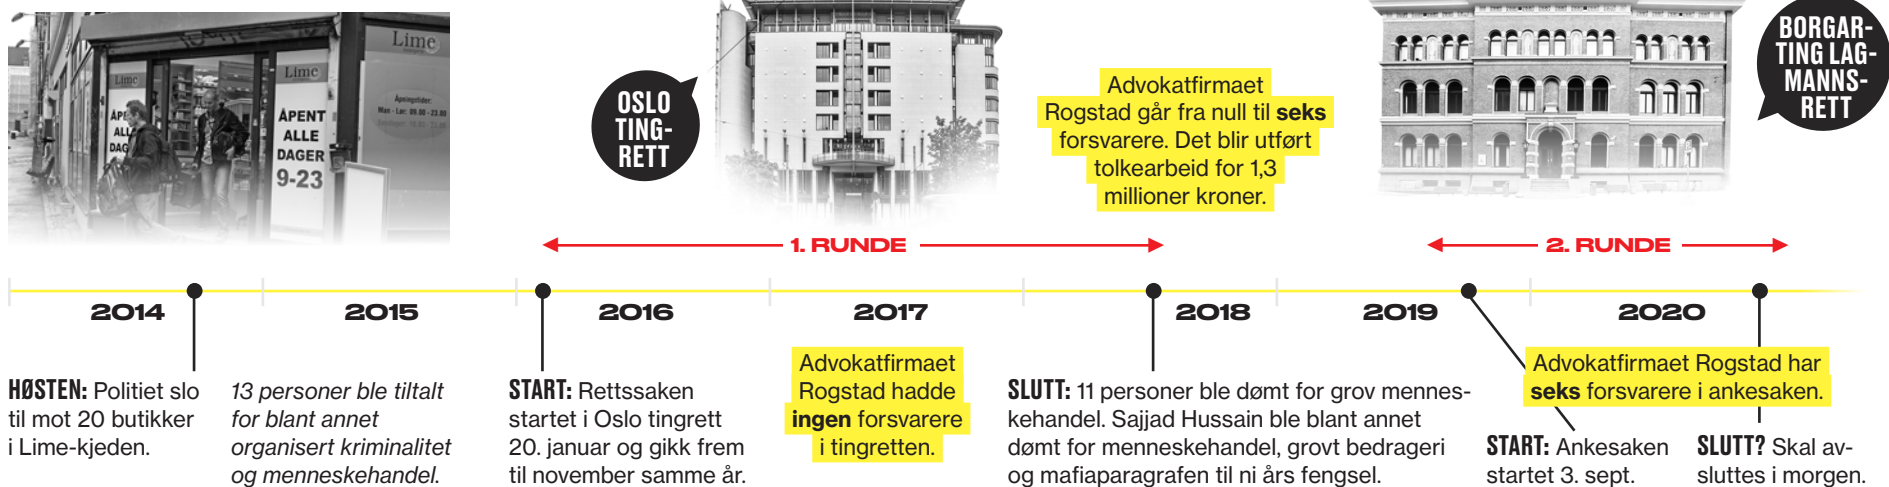 Lime
Lime
Lime
ÅPENT
ALLE
DAGER
9-23
Åpningstider:
Man - Lør: 09.00 - 23.00
OSLO
TING-
RETT
Advokatfirmaet
Rogstad går fra null til seks
forsvarere. Det blir utført
tolkearbeid for 1,3
millioner kroner.
BORGAR-
TING LAG-
MANNS-
RETT
1. RUNDE
2. RUNDE
2014
2015
2016
2017
2018
2019
2020
HØSTEN: Politiet slo
til mot 20 butikker
i Lime-kjeden.
13 personer ble tiltalt
for blant annet
organisert kriminalitet
og menneskehandel.
START: Rettssaken
startet i Oslo tingrett
20. januar og gikk frem
til november samme år.
Advokatfirmaet
Rogstad hadde
ingen forsvarere
i tingretten.
SLUTT: 11 personer ble dømt for grov mennes-
kehandel. Sajjad Hussain ble blant annet
dømt for menneskehandel, grovt bedrageri
og mafiaparagrafen til ni års fengsel.
Advokatfirmaet Rogstad har
seks forsvarere i ankesaken.
START: Ankesaken
startet 3. sept.
SLUTT? Skal av-
sluttes i morgen.